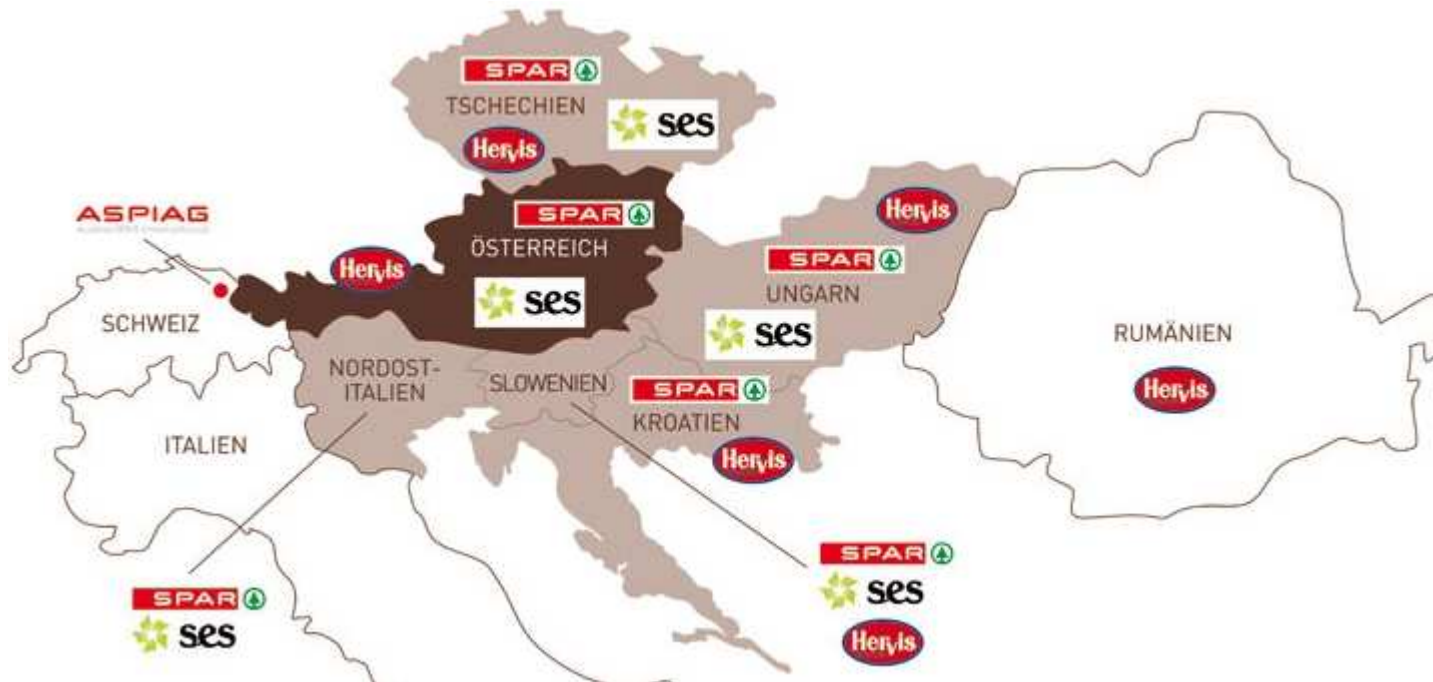 SPAR
TSCHECHIEN
ses
Hervis
ASPIAG
SPAR
ÖSTERREICH
Hervis
ses
Hervis
SPAR
UNGARN
ses
SCHWEIZ
NORDOST-
ITALIEN
SLOWENIEN
SPAR
KROATIEN
Hervis
RUMÄNIEN
Hervis
ITALIEN
SPAR
ses
SPAR
ses
Hervis